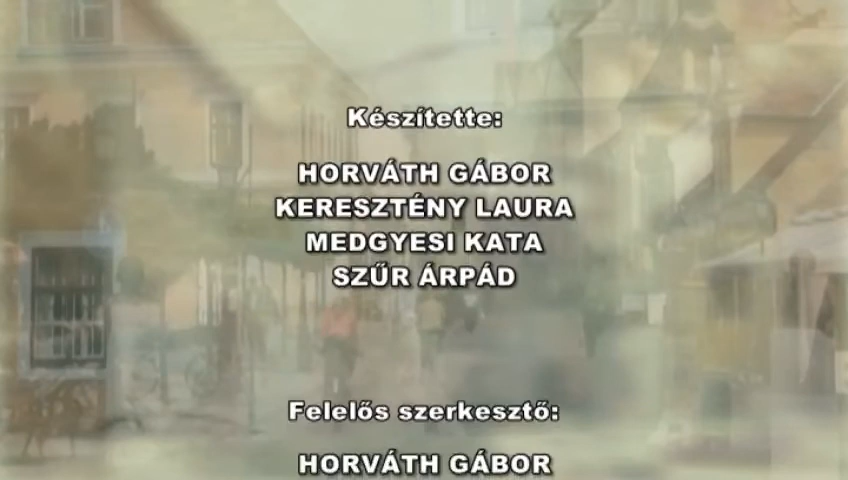 Készítette:
HORVÁTH GÁBOR
KERESZTÉNY LAURA
MEDGYESI KATA
SZŰR ÁRPÁD
Felelős szerkesztő:
HORVÁTH GÁBOR